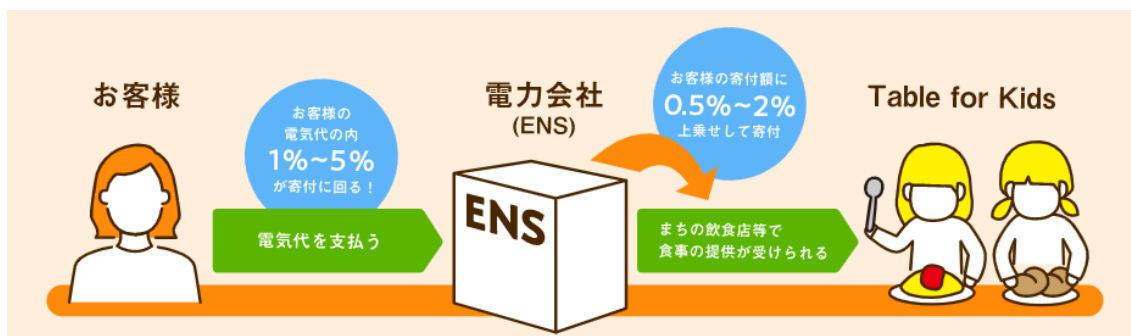 お客様
お客様の
電気代の内
1%~5%
が寄付に回る！
電気代を支払う
電力会社
(ENS)
ENS
お客様の寄付額に
0.5%~2%
上乗せして寄付
まちの飲食店等で
食事の提供が受けられる
Table for Kids